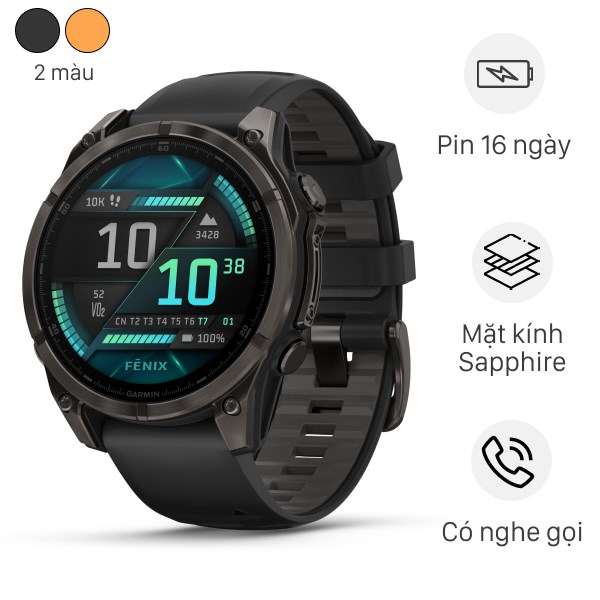 2 màu
Pin 16 ngày
Mặt kính
Sapphire
Có nghe gọi
60
10K
3428
10
10 38
52
VO₂
CN T2 T3 T4 T5 T6 T7 01
100%
FĒNIX
GARMIN